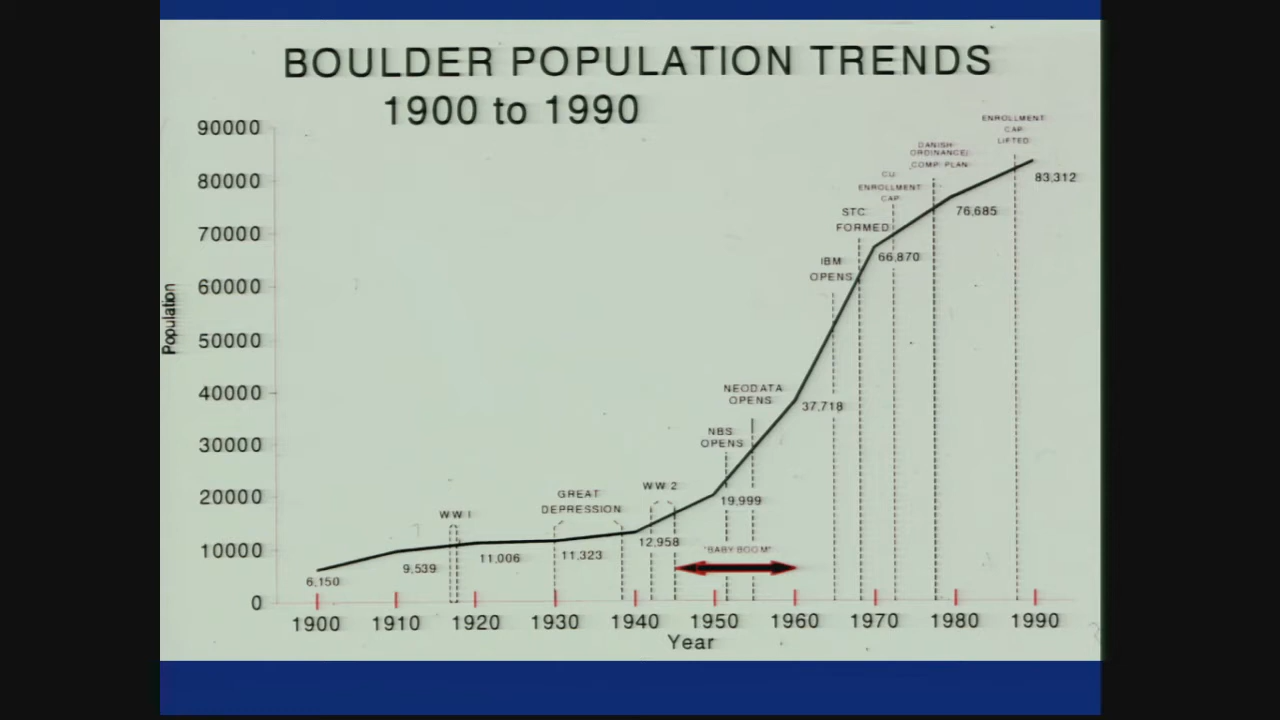 BOULDER POPULATION TRENDS
1900 to 1990
90000
80000
70000
60000
50000
40000
30000
20000
10000
0
Population
ENROLLMENT
CAP
LIFTED
DANISH
ORDINANCE/
COMP. PLAN
CU
ENROLLMENT
CAP
STC
FORMED
IBM
OPENS
NEODATA
OPENS
NBS
OPENS
WW 2
GREAT
DEPRESSION
WW I
"BABY BOOM"
6,150
9,539
11,006
11,323
12,958
19,999
37,718
66,870
76,685
83,312
1900 1910 1920 1930 1940 1950 1960 1970 1980 1990
Year